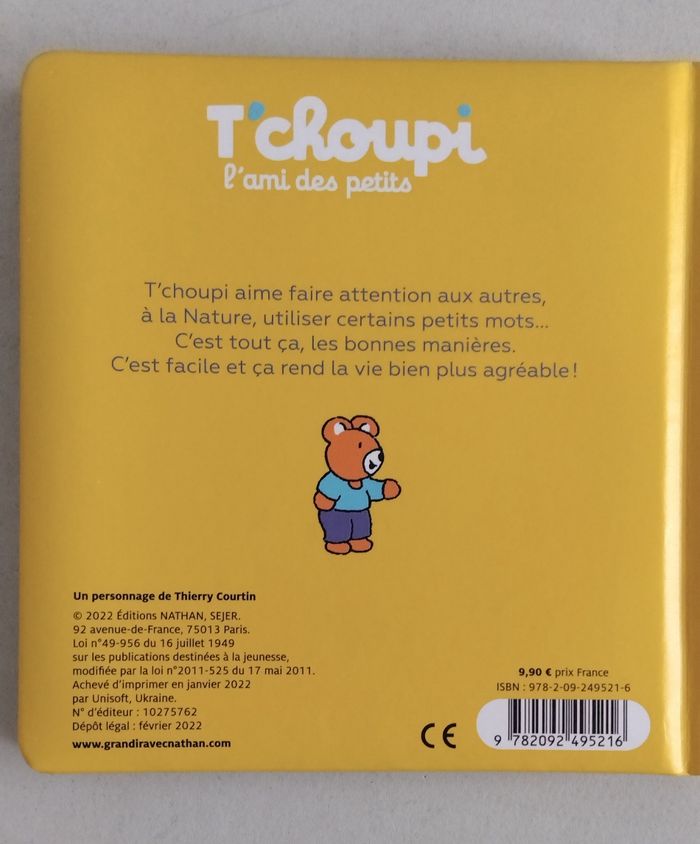 T'choupi
l'ami des petits
T'choupi aime faire attention aux autres,
à la Nature, utiliser certains petits mots...
C'est tout ça, les bonnes manières.
C'est facile et ça rend la vie bien plus agréable !
Un personnage de Thierry Courtin
© 2022 Éditions NATHAN, SEJER.
92 avenue-de-France, 75013 Paris.
Loi n°49-956 du 16 juillet 1949
sur les publications destinées à la jeunesse,
modifiée par la loi n°2011-525 du 17 mai 2011.
Achevé d'imprimer en janvier 2022
par Unisoft, Ukraine.
N° d'éditeur : 10275762
Dépôt légal : février 2022
www.grandiravecnathan.com
CE
9,90 € prix France
ISBN : 978-2-09-249521-6
9 782092 495216